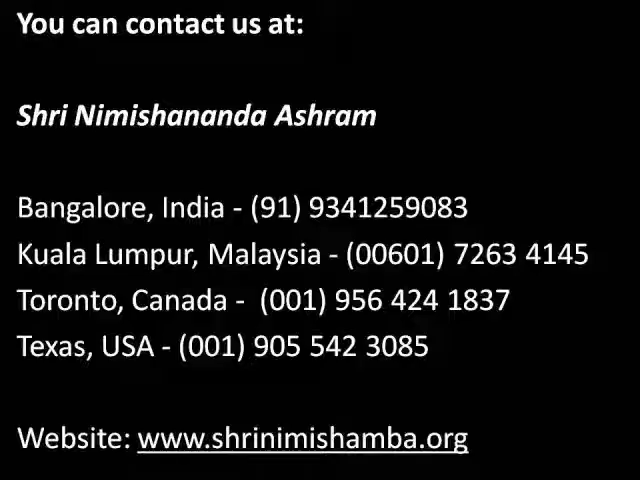 You can contact us at:
Shri Nimishananda Ashram
Bangalore, India - (91) 9341259083
Kuala Lumpur, Malaysia - (00601) 7263 4145
Toronto, Canada -  (001) 956 424 1837
Texas, USA - (001) 905 542 3085
Website: www.shrinimishamba.org